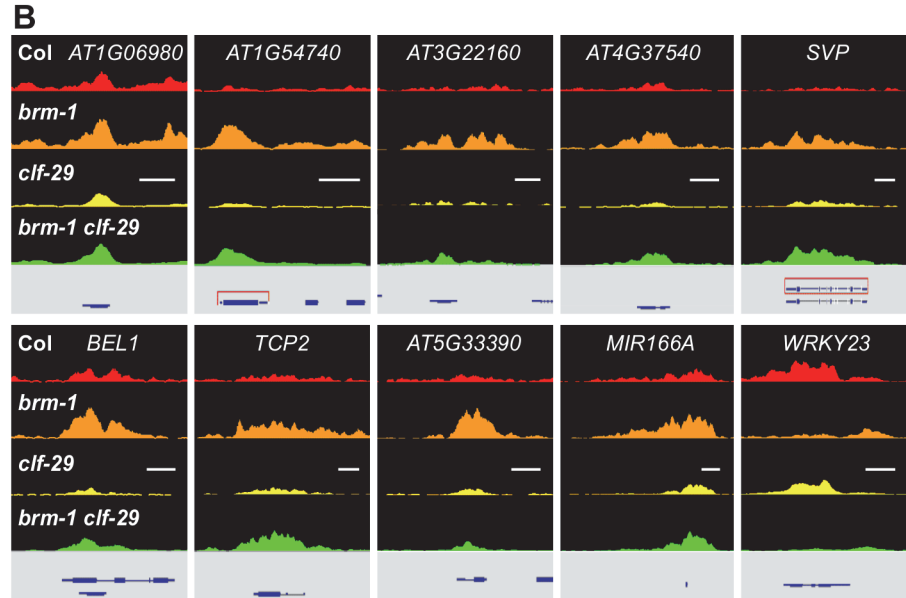 B
Col AT1G06980 AT1G54740 AT3G22160 AT4G37540 SVP
brm-1
clf-29
brm-1 clf-29
Col BEL1 TCP2 AT5G33390 MIR166A WRKY23
brm-1
clf-29
brm-1 clf-29